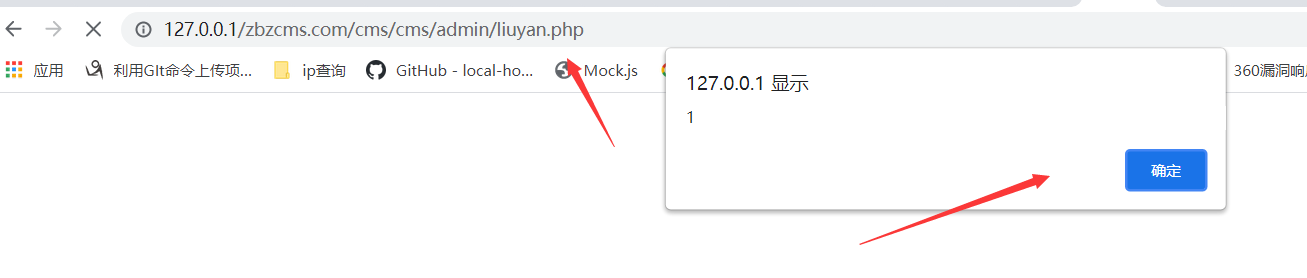 127.0.0.1/zbzcms.com/cms/cms/admin/liuyan.php
应用 利用GIt命令上传项... ip查询 GitHub - local-ho... Mock.js 360漏洞响应
127.0.0.1 显示
1
确定